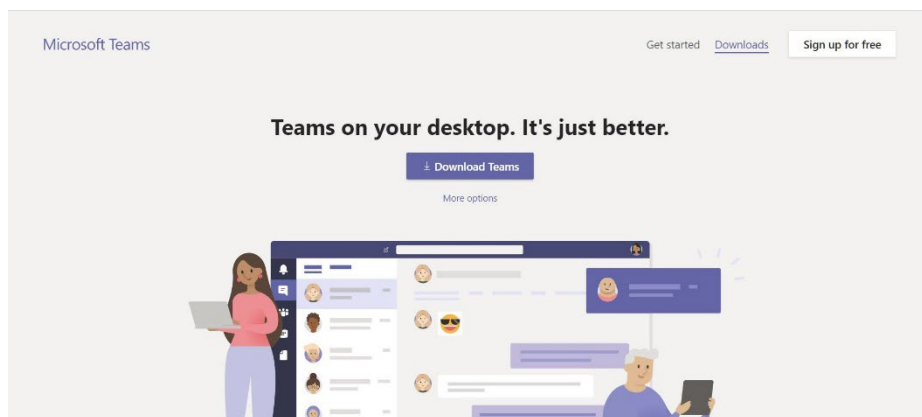 Microsoft Teams
Get started Downloads Sign up for free
Teams on your desktop. It's just better.
Download Teams
More options